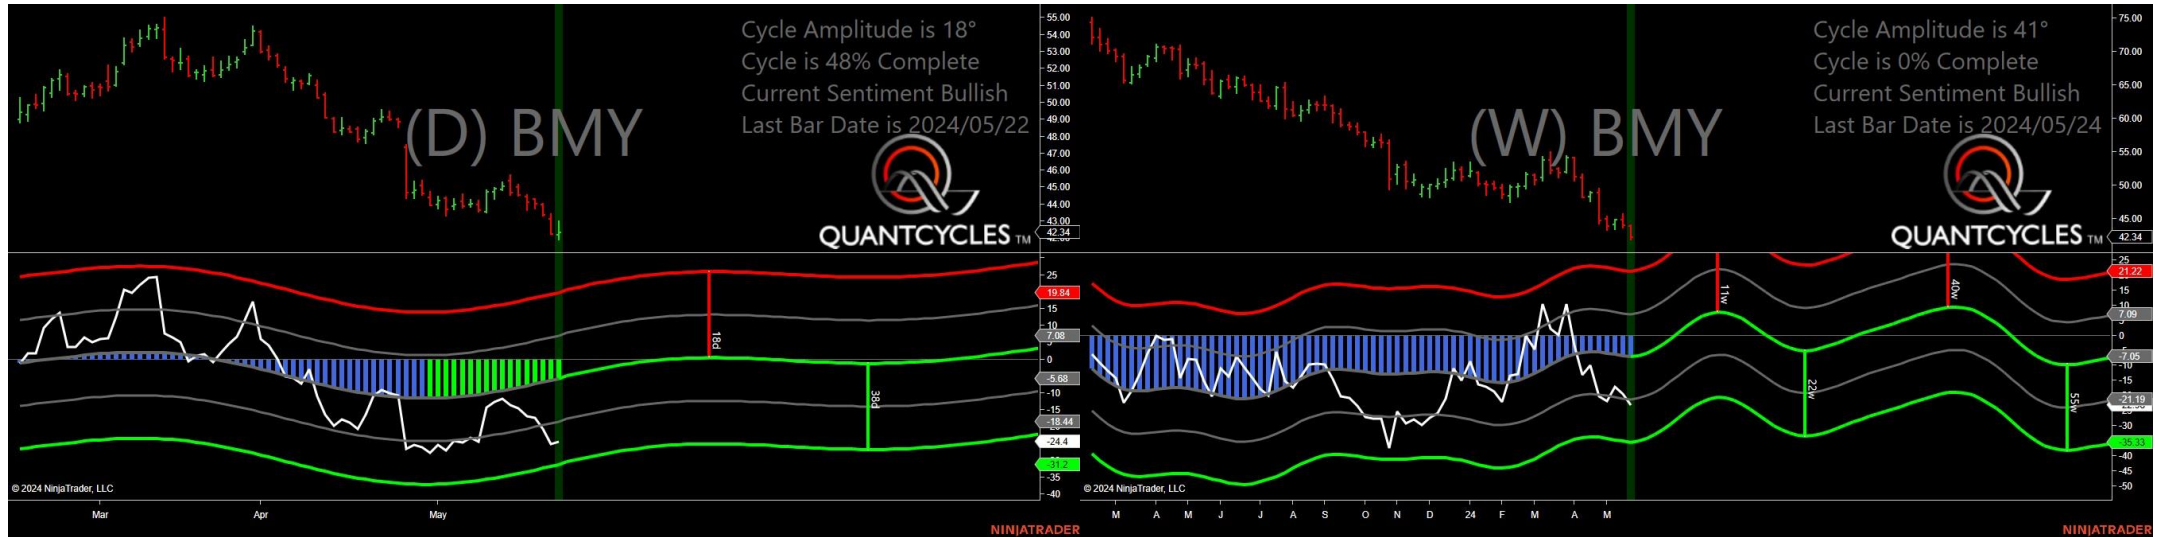 Cycle Amplitude is 18°
Cycle is 48% Complete
Current Sentiment Bullish
Last Bar Date is 2024/05/22
(D) BMY
QUANTCYCLES TM
55.00
54.00
53.00
52.00
51.00
50.00
49.00
48.00
47.00
46.00
45.00
44.00
43.00
42.34
25
19.84
15
10
7.08
5
0
-5.68
-10
-15
-18.44
-24.4
-31.2
-35
-40
18d
38d
© 2024 NinjaTrader, LLC
Mar Apr May
NINJATRADER
Cycle Amplitude is 41°
Cycle is 0% Complete
Current Sentiment Bullish
Last Bar Date is 2024/05/24
(W) BMY
QUANTCYCLES TM
75.00
70.00
65.00
60.00
55.00
50.00
45.00
42.34
25
21.22
15
10
7.09
5
0
-7.05
-10
-15
-21.19
-30
-35.33
-40
-45
-50
11w
22w
40w
55w
© 2024 NinjaTrader, LLC
M A M J J A S O N D 24 F M A M
NINJATRADER